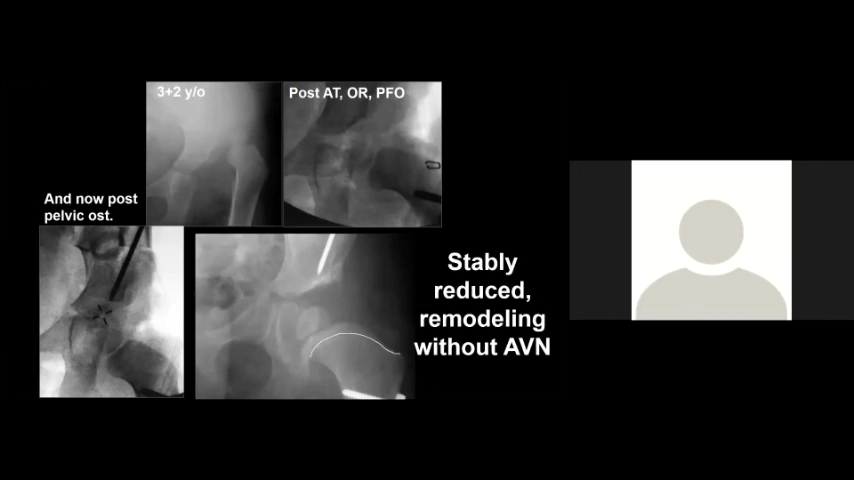 3+2 y/o
Post AT, OR, PFO
And now post
pelvic ost.
Stably
reduced,
remodeling
without AVN